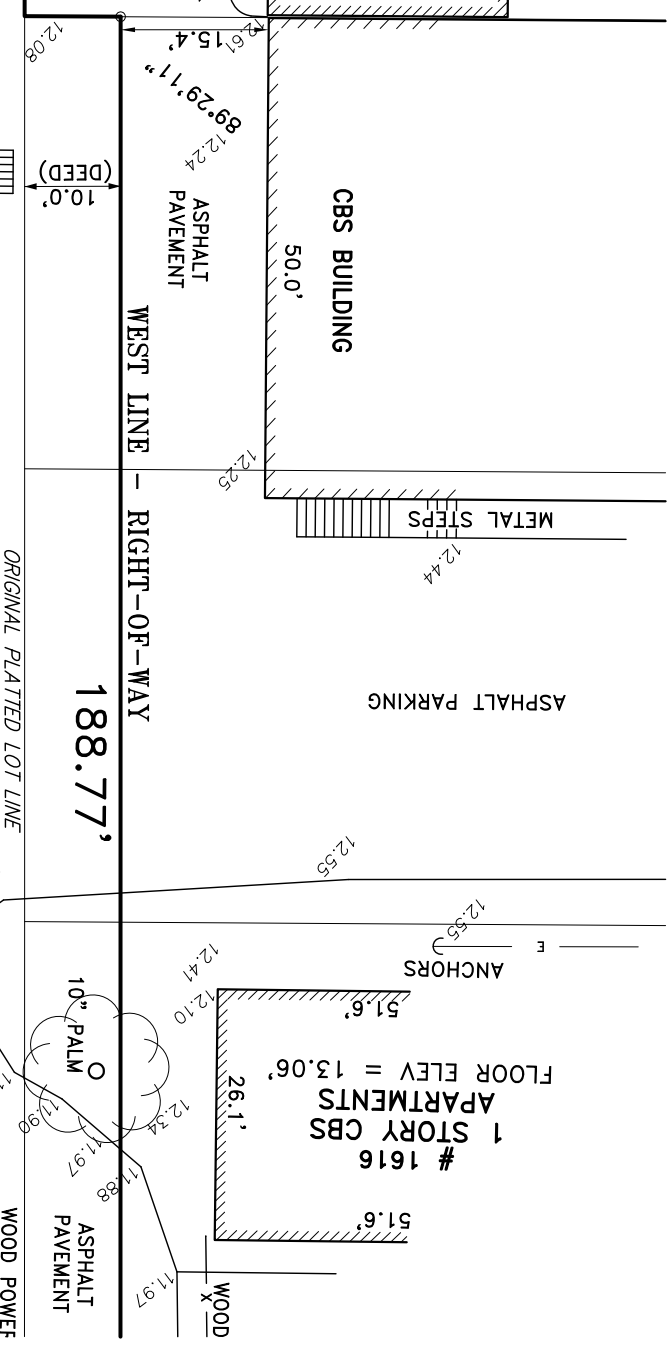 12.08
15.4'
12.61
89°29'11"
12.24
10.0'
(DEED)
ASPHALT
PAVEMENT
CBS BUILDING
50.0'
WEST LINE - RIGHT-OF-WAY
12.25
METAL STEPS
12.44
ORIGINAL PLATTED LOT LINE
188.77'
ASPHALT PARKING
12.55
12.55
E
ANCHORS
12.41
12.10
10" PALM
51.6'
26.1'
# 1616
1 STORY CBS
APARTMENTS
FLOOR ELEV = 13.06'
51.6'
12.34
11.90
11.97
11.88
11.97
ASPHALT
PAVEMENT
WOOD
X
WOOD POWER